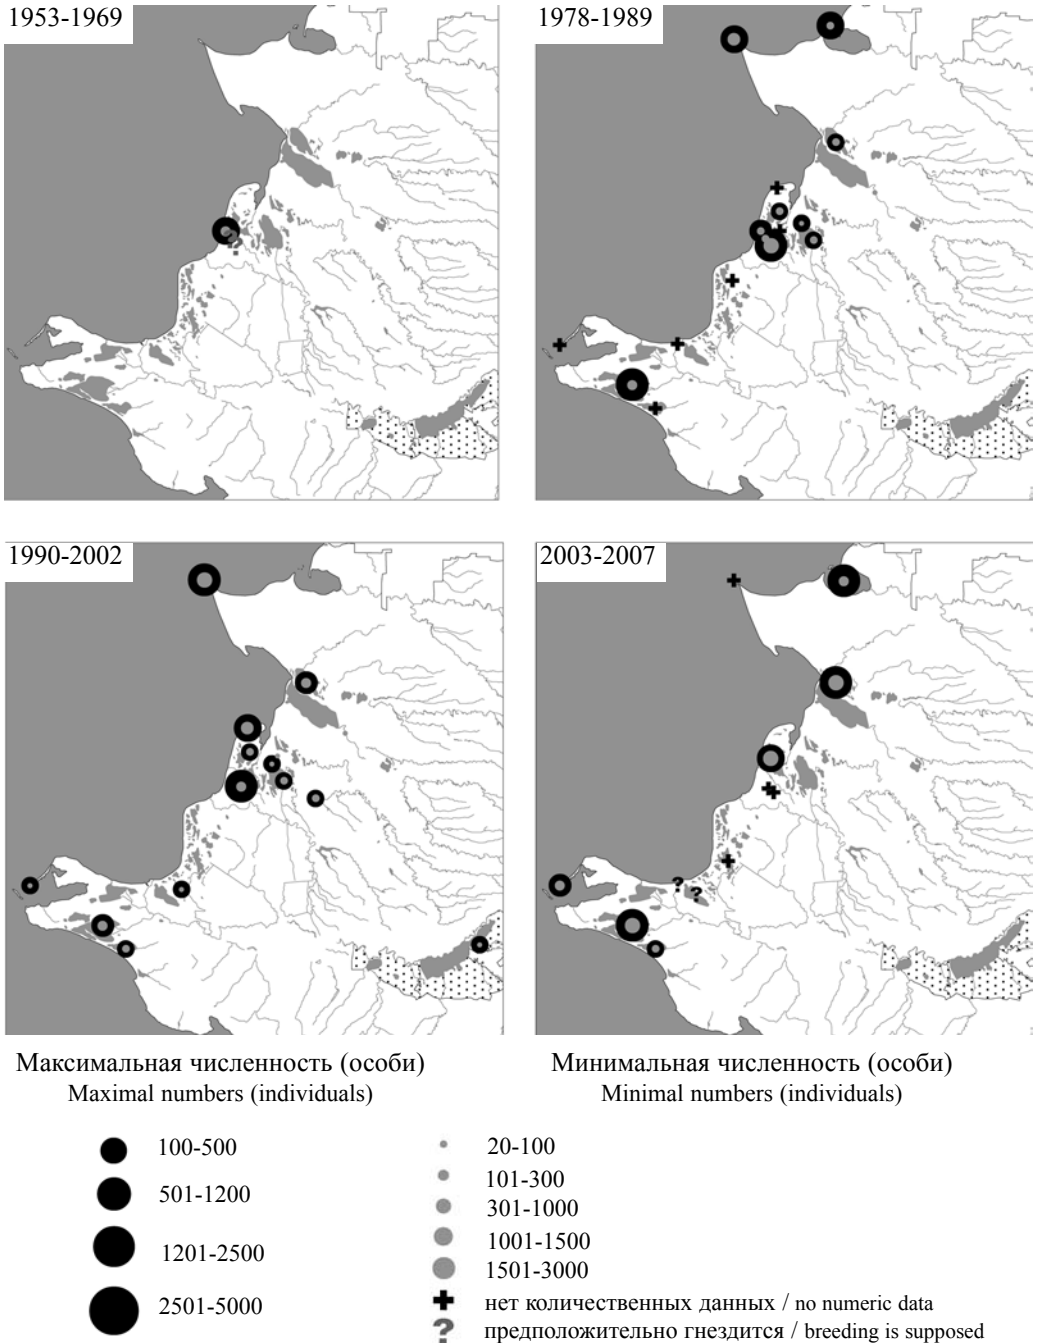 1953-1969
1978-1989
1990-2002
2003-2007
Максимальная численность (особи)
Maximal numbers (individuals)
Минимальная численность (особи)
Minimal numbers (individuals)
100-500
501-1200
1201-2500
2501-5000
20-100
101-300
301-1000
1001-1500
1501-3000
нет количественных данных / no numeric data
? предположительно гнездится / breeding is supposed